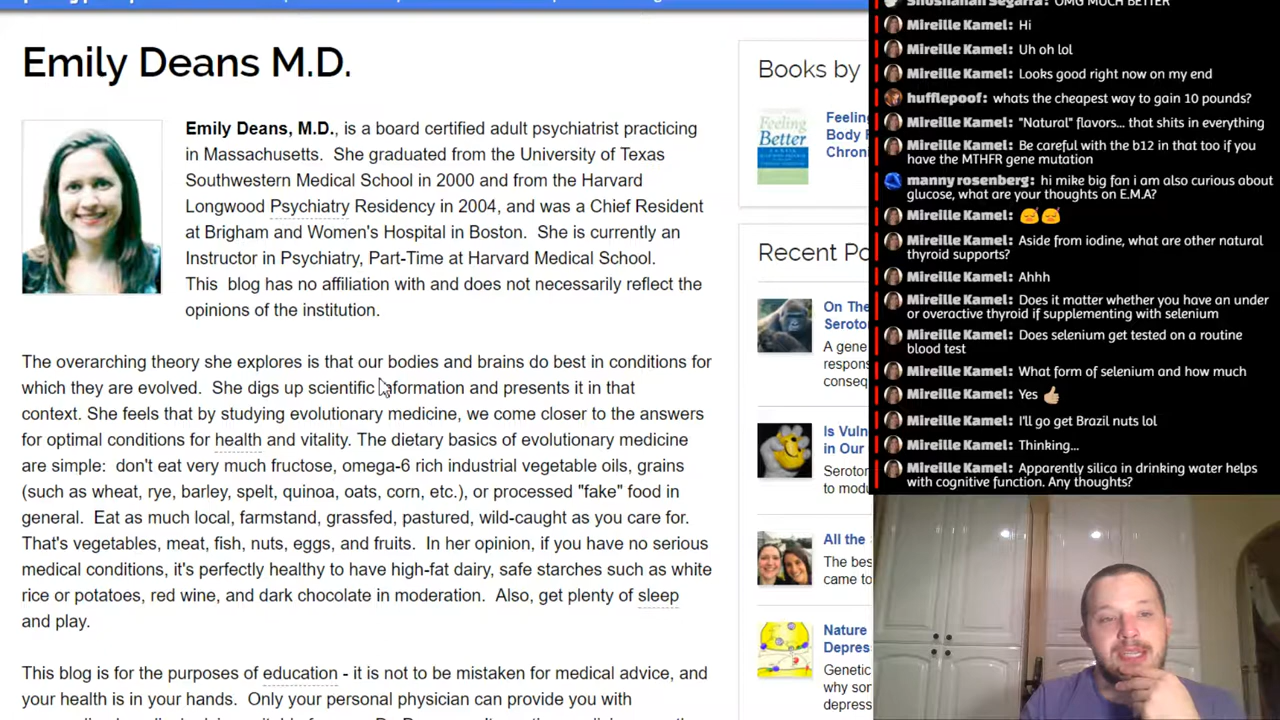 Emily Deans M.D.
Emily Deans, M.D., is a board certified adult psychiatrist practicing
in Massachusetts. She graduated from the University of Texas
Southwestern Medical School in 2000 and from the Harvard
Longwood Psychiatry Residency in 2004, and was a Chief Resident
at Brigham and Women's Hospital in Boston. She is currently an
Instructor in Psychiatry, Part-Time at Harvard Medical School.
This blog has no affiliation with and does not necessarily reflect the
opinions of the institution.
The overarching theory she explores is that our bodies and brains do best in conditions for
which they are evolved. She digs up scientific information and presents it in that
context. She feels that by studying evolutionary medicine, we come closer to the answers
for optimal conditions for health and vitality. The dietary basics of evolutionary medicine
are simple: don't eat very much fructose, omega-6 rich industrial vegetable oils, grains
(such as wheat, rye, barley, spelt, quinoa, oats, corn, etc.), or processed "fake" food in
general. Eat as much local, farmstand, grassfed, pastured, wild-caught as you care for.
That's vegetables, meat, fish, nuts, eggs, and fruits. In her opinion, if you have no serious
medical conditions, it's perfectly healthy to have high-fat dairy, safe starches such as white
rice or potatoes, red wine, and dark chocolate in moderation. Also, get plenty of sleep
and play.
This blog is for the purposes of education - it is not to be mistaken for medical advice, and
your health is in your hands. Only your personal physician can provide you with
Books by
Feeling
Better
Body
Chron
Recent Po
On The
Seroto
A gene
respons
conseq
Is Vuln
in Our
Seroto
to mod
All the
The bes
came to
Nature
Depres
Genetic
why sor
depress
Shoshanah Segarra: OMG MUCH BETTER
Mireille Kamel: Hi
Mireille Kamel: Uh oh lol
Mireille Kamel: Looks good right now on my end
hufflepoof: whats the cheapest way to gain 10 pounds?
Mireille Kamel: "Natural" flavors... that shits in everything
Mireille Kamel: Be careful with the b12 in that too if you
have the MTHFR gene mutation
manny rosenberg: hi mike big fan i am also curious about
glucose, what are your thoughts on E.M.A?
Mireille Kamel:
Mireille Kamel: Aside from iodine, what are other natural
thyroid supports?
Mireille Kamel: Ahhh
Mireille Kamel: Does it matter whether you have an under
or overactive thyroid if supplementing with selenium
Mireille Kamel: Does selenium get tested on a routine
blood test
Mireille Kamel: What form of selenium and how much
Mireille Kamel: Yes
Mireille Kamel: I'll go get Brazil nuts lol
Mireille Kamel: Thinking...
Mireille Kamel: Apparently silica in drinking water helps
with cognitive function. Any thoughts?